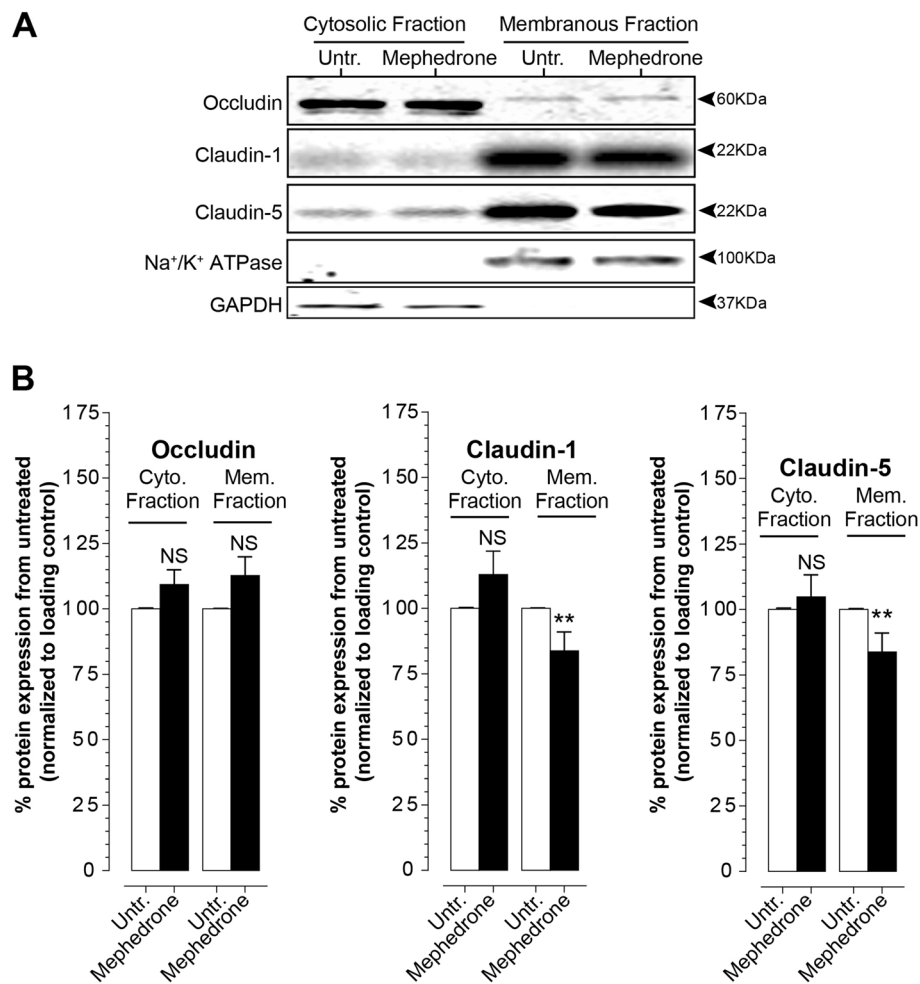 A
Cytosolic Fraction Membranous Fraction
Untr. Mephedrone Untr. Mephedrone
Occludin 60KDa
Claudin-1 22KDa
Claudin-5 22KDa
Na⁺/K⁺ ATPase 100KDa
GAPDH 37KDa
B
% protein expression from untreated
(normalized to loading control)
175
150
125
100
75
50
25
0
Occludin
Cyto. Mem.
Fraction Fraction
NS NS
Untr. Mephedrone Untr. Mephedrone
% protein expression from untreated
(normalized to loading control)
175
150
125
100
75
50
25
0
Claudin-1
Cyto. Mem.
Fraction Fraction
NS **
Untr. Mephedrone Untr. Mephedrone
% protein expression from untreated
(normalized to loading control)
175
150
125
100
75
50
25
0
Claudin-5
Cyto. Mem.
Fraction Fraction
NS **
Untr. Mephedrone Untr. Mephedrone